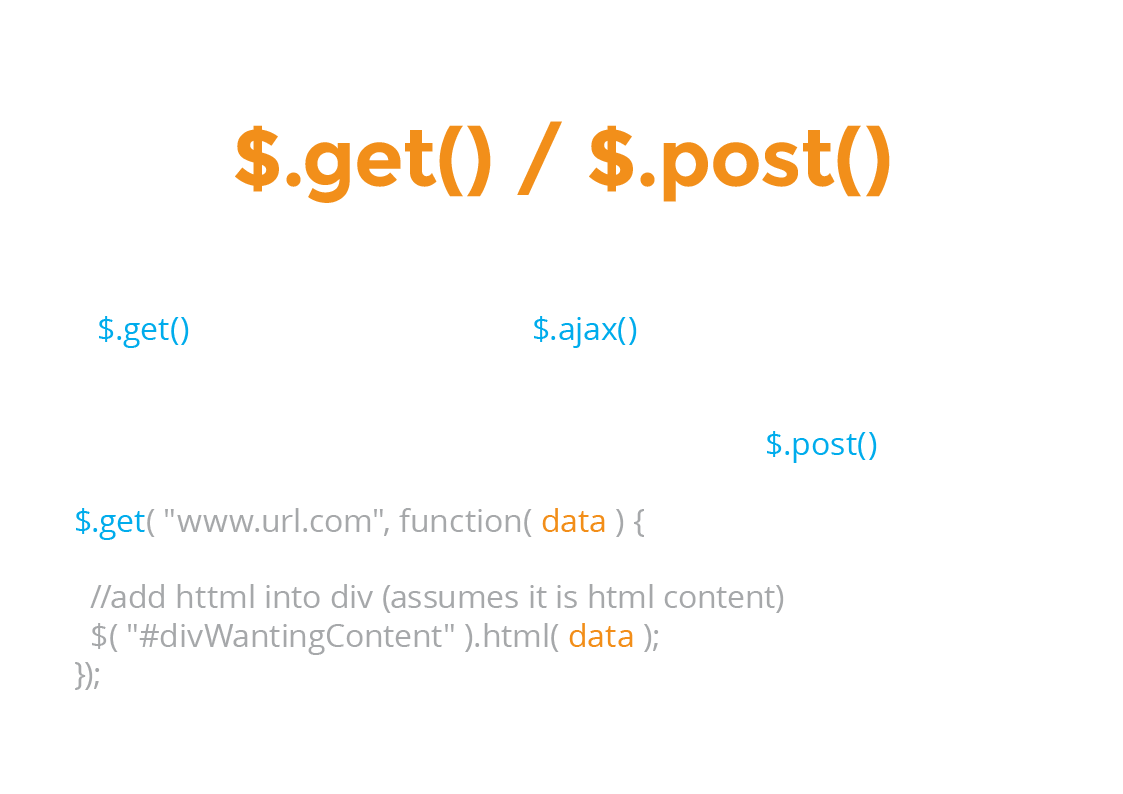 $.get() / $.post()
$.get() $.ajax()
$.post()
$.get( "www.url.com", function( data ) {
//add httml into div (assumes it is html content)
$( "#divWantingContent" ).html( data );
});